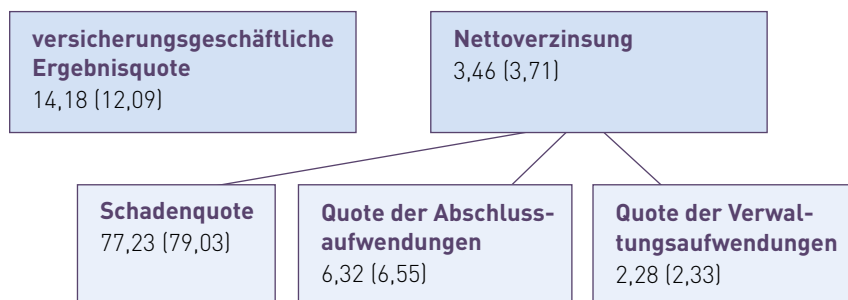 versicherungsgeschäftliche
Ergebnisquote
14,18 (12,09)
Nettoverzinsung
3,46 (3,71)
Schadenquote
77,23 (79,03)
Quote der Abschluss-
aufwendungen
6,32 (6,55)
Quote der Verwal-
tungsaufwendungen
2,28 (2,33)